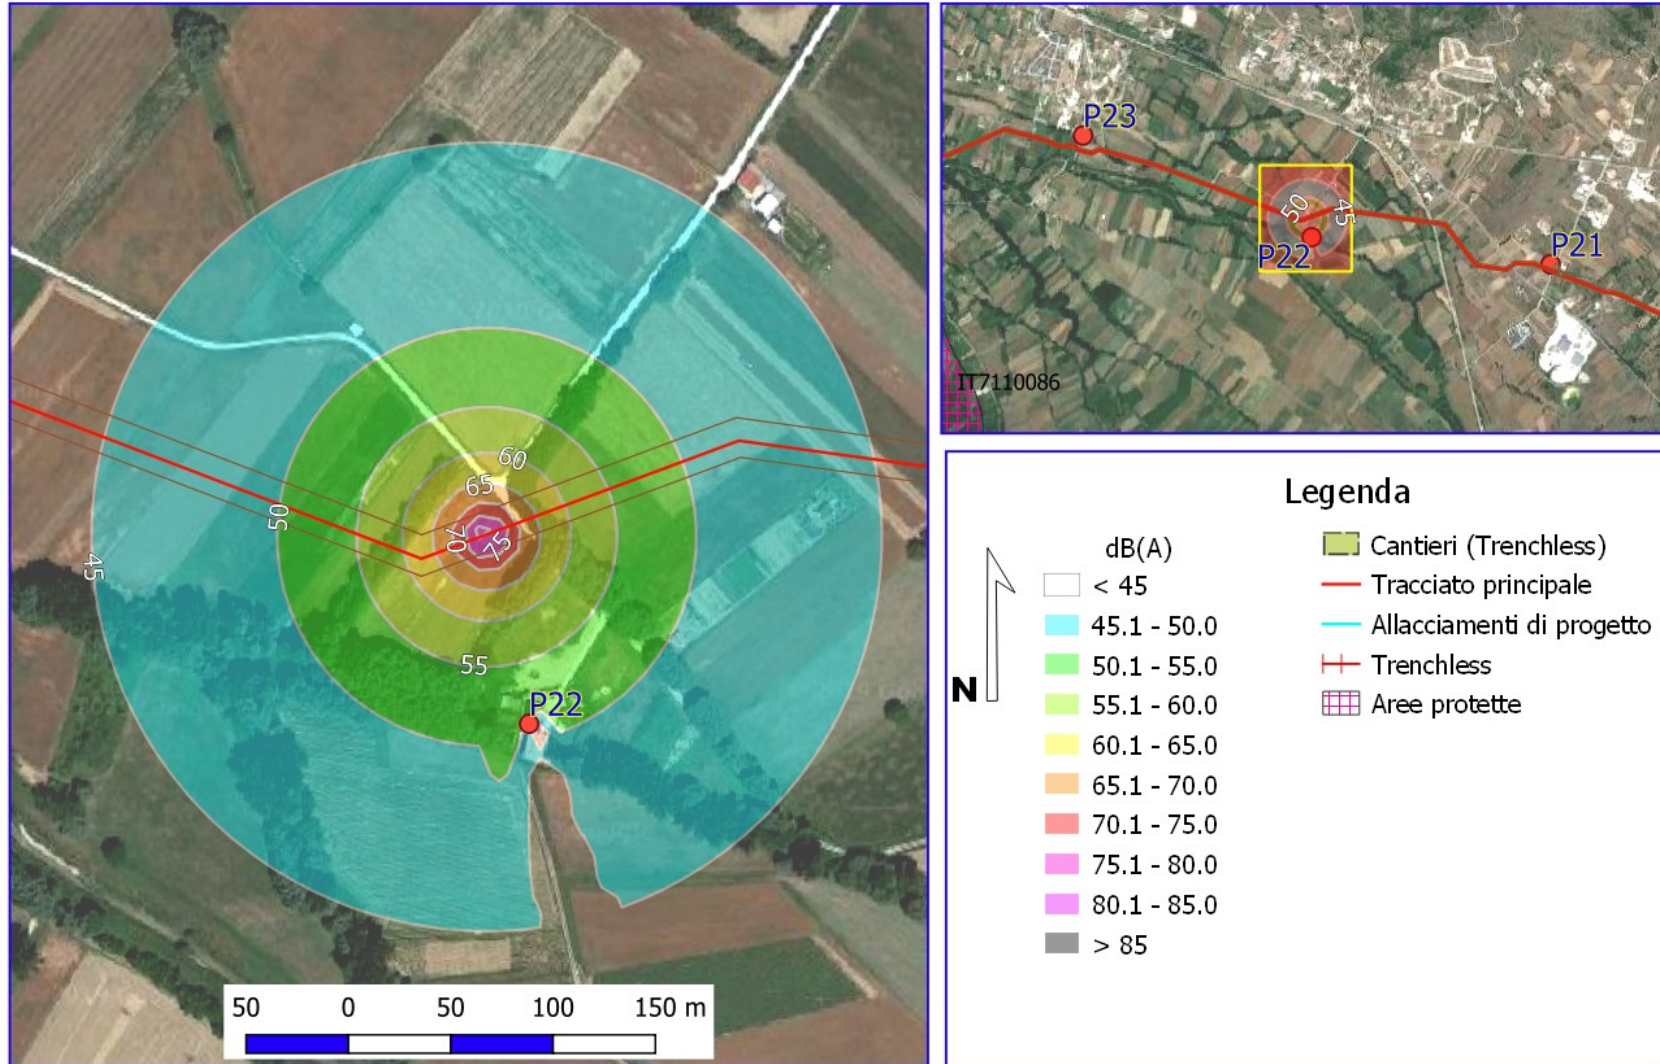 60
65
50
70
75
45
55
P22
50 0 50 100 150 m
P23
50
45
P22
P21
IT7110086
Legenda
dB(A)
< 45
45.1 - 50.0
50.1 - 55.0
55.1 - 60.0
60.1 - 65.0
65.1 - 70.0
70.1 - 75.0
75.1 - 80.0
80.1 - 85.0
> 85
N
Cantieri (Trenchless)
Tracciato principale
Allacciamenti di progetto
Trenchless
Aree protette